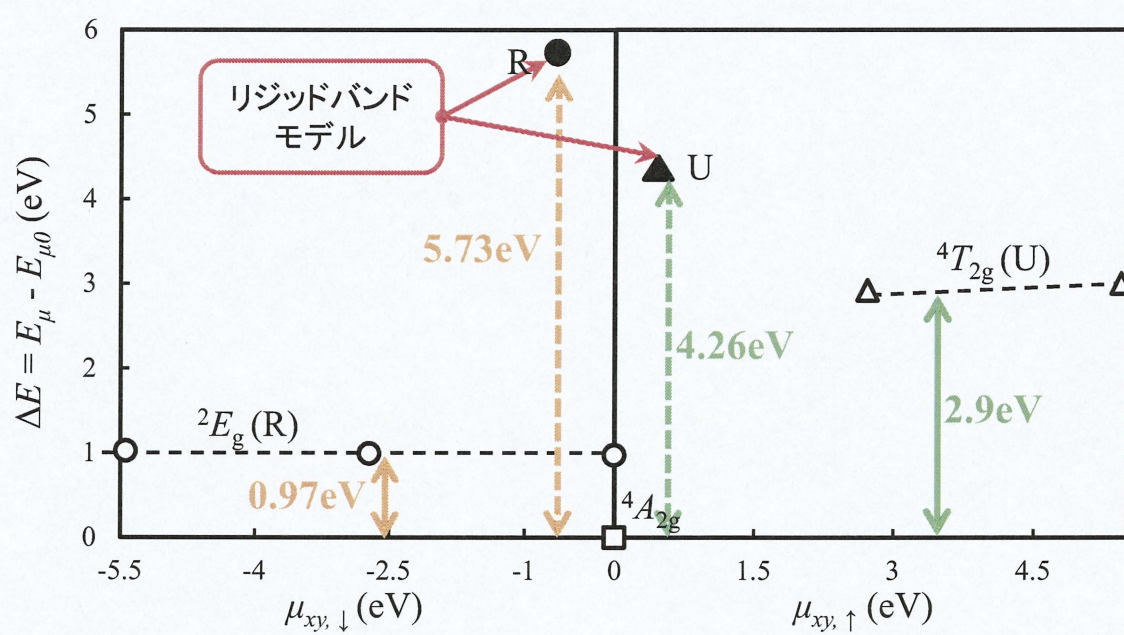 ΔE = E_μ - E_μ0 (eV)
6
5
4
3
2
1
0
リジッドバンド
モデル
R
U
5.73eV
4.26eV
⁴T₂g (U)
2.9eV
²E_g (R)
0.97eV
⁴A₂g
-5.5
-4
-2.5
-1
0
1.5
3
4.5
μ_xy,↓ (eV)
μ_xy,↑ (eV)